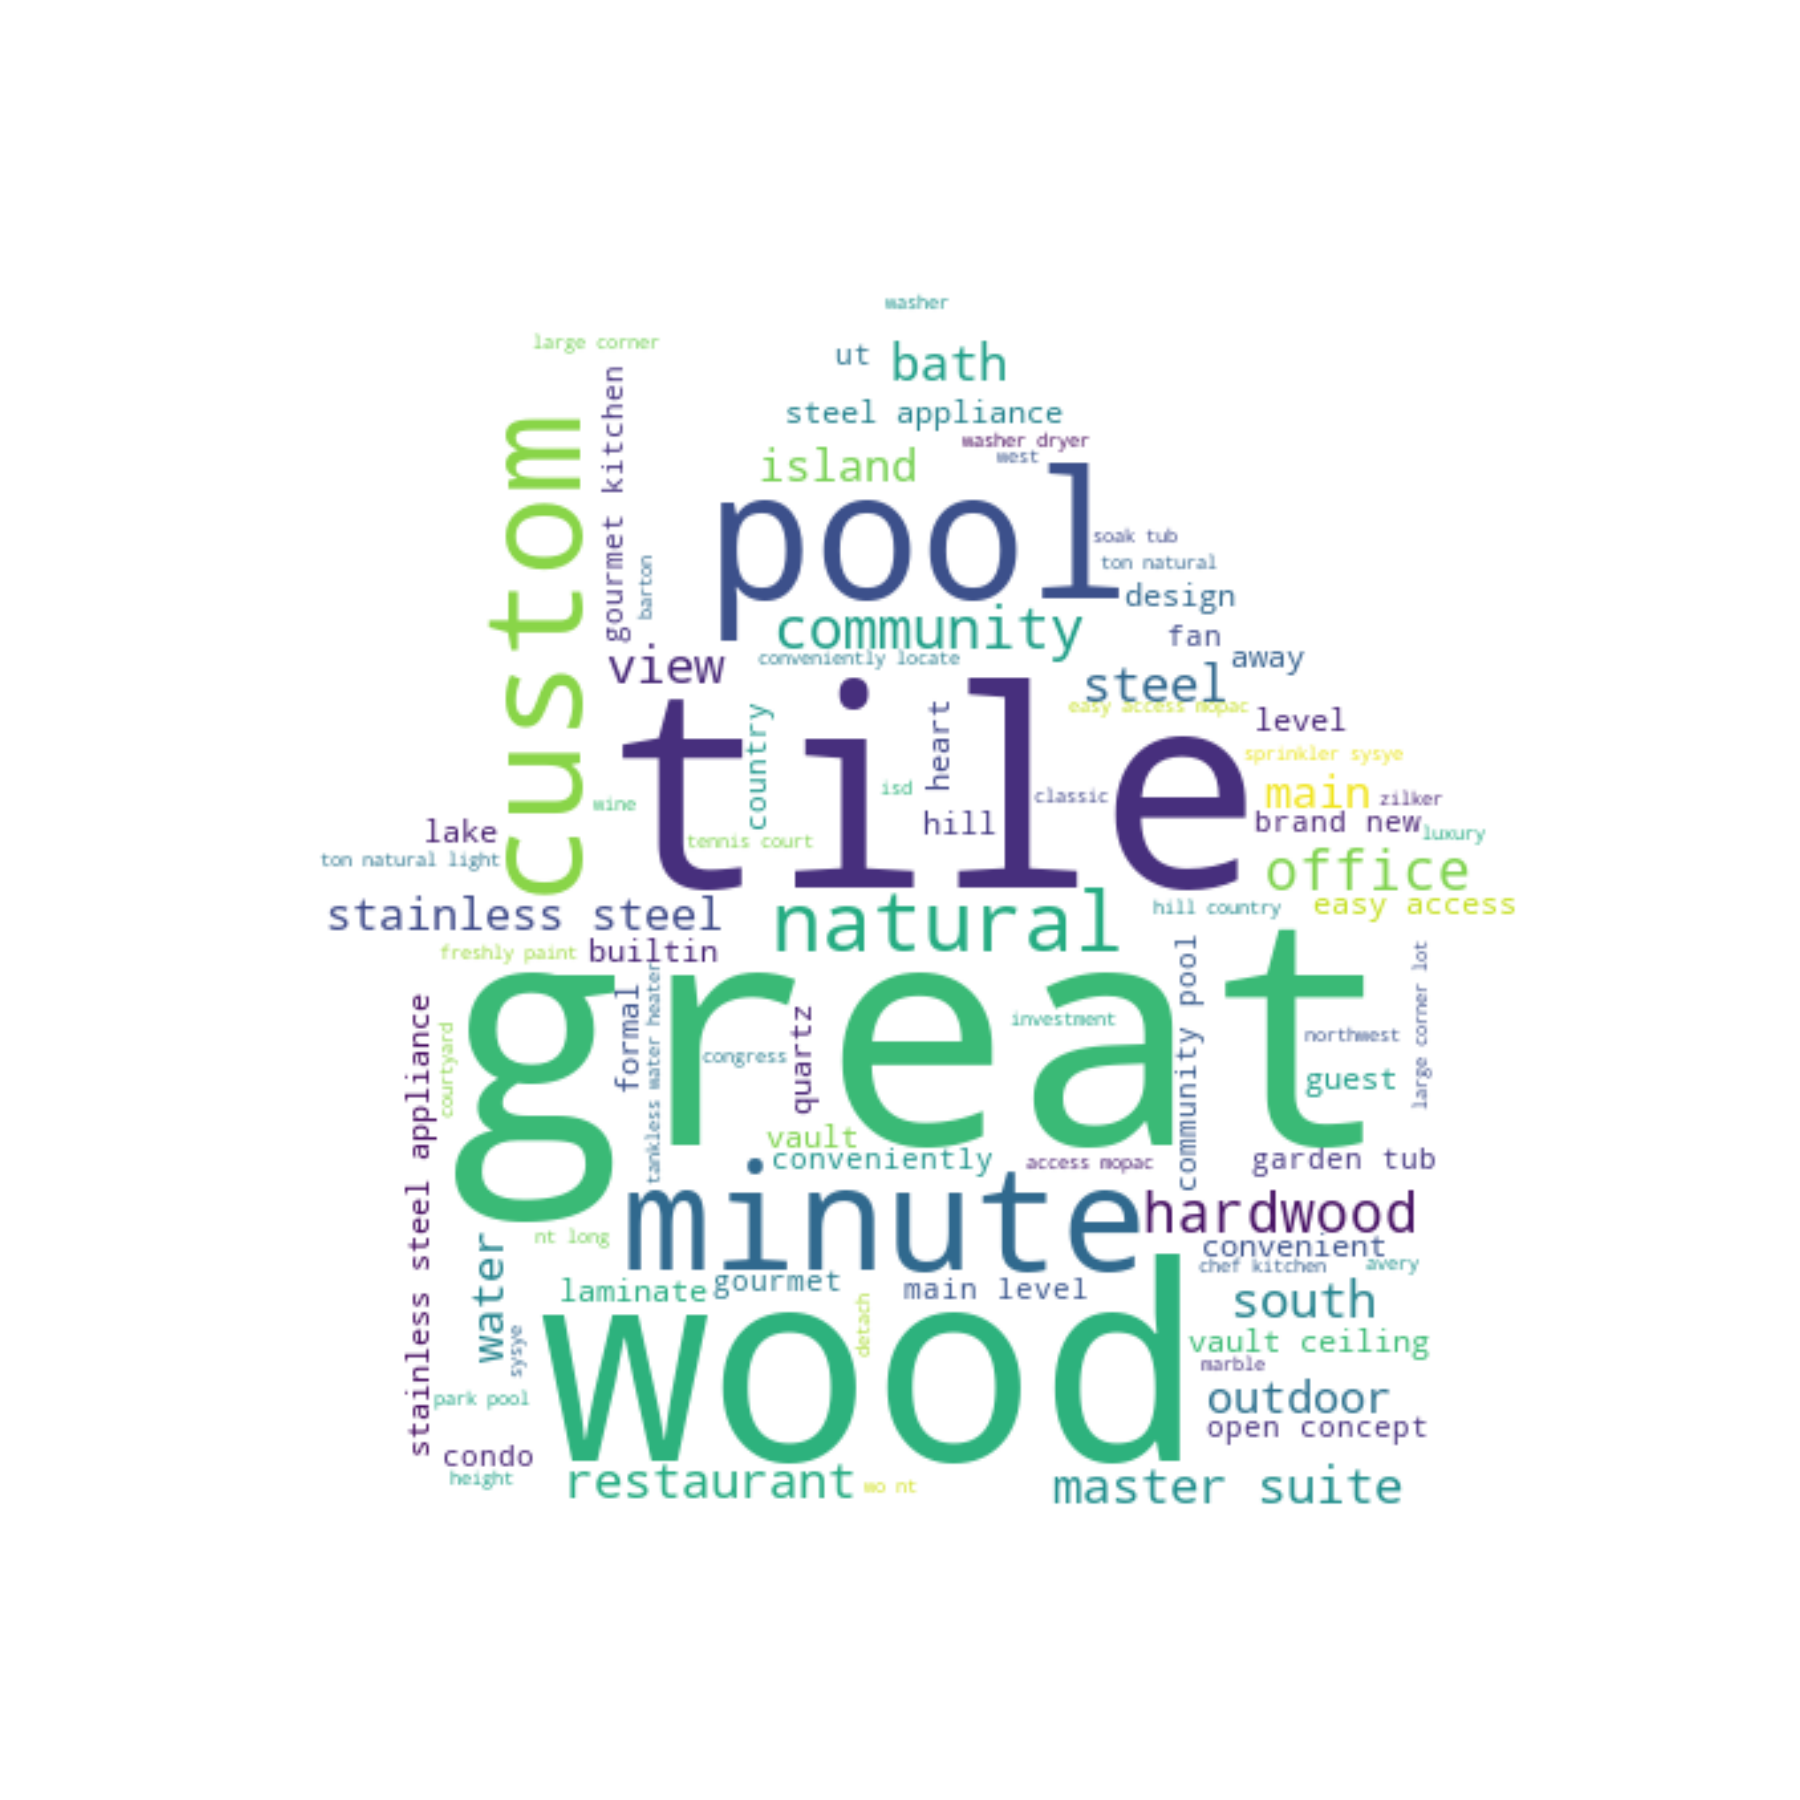 washer
large corner
ut
bath
gourmet kitchen
steel appliance
custom
washer dryer
west
island
pool
soak tub
barton
ton natural
design
community
fan
view
conveniently locate
away
steel
tile
easy access mopac
level
country
heart
sprinkler sysye
isd
classic
main
zilker
wine
lake
hill
brand new
luxury
tennis court
ton natural light
office
stainless steel
natural
hill country
easy access
freshly paint
builtin
great
community pool
large corner lot
stainless steel appliance
courtyard
formal
tankless water heater
quartz
investment
northwest
congress
guest
vault
conveniently
access mopac
garden tub
minute
hardwood
nt long
water
convenient
chef kitchen
avery
laminate
gourmet
main level
south
wood
detach
sysye
vault ceiling
marble
park pool
outdoor
open concept
condo
height
restaurant
wo nt
master suite